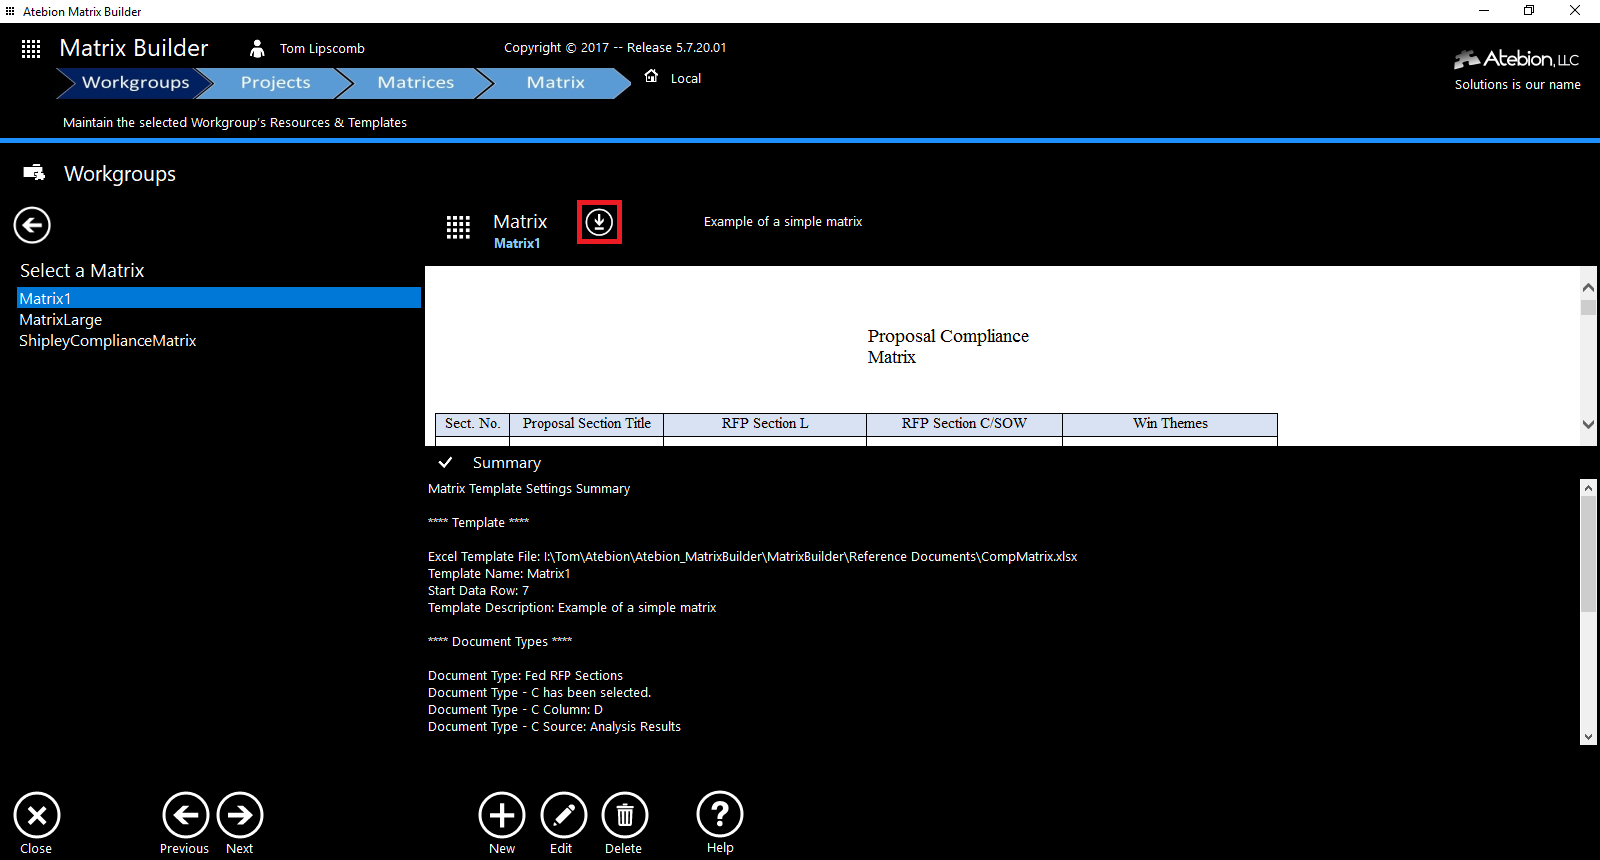 Atebion Matrix Builder
Matrix Builder
Tom Lipscomb
Copyright © 2017 -- Release 5.7.20.01
Atebion, LLC
Solutions is our name
Workgroups
Projects
Matrices
Matrix
Local
Maintain the selected Workgroup's Resources & Templates
Workgroups
Matrix
Matrix1
Example of a simple matrix
Select a Matrix
Matrix1
MatrixLarge
ShipleyComplianceMatrix
Proposal Compliance
Matrix
Sect. No. Proposal Section Title RFP Section L RFP Section C/SOW Win Themes
Summary
Matrix Template Settings Summary
**** Template ****
Excel Template File: I:\Tom\Atebion\Atebion_MatrixBuilder\MatrixBuilder\Reference Documents\CompMatrix.xlsx
Template Name: Matrix1
Start Data Row: 7
Template Description: Example of a simple matrix
**** Document Types ****
Document Type: Fed RFP Sections
Document Type - C has been selected.
Document Type - C Column: D
Document Type - C Source: Analysis Results
Close
Previous
Next
New
Edit
Delete
? Help